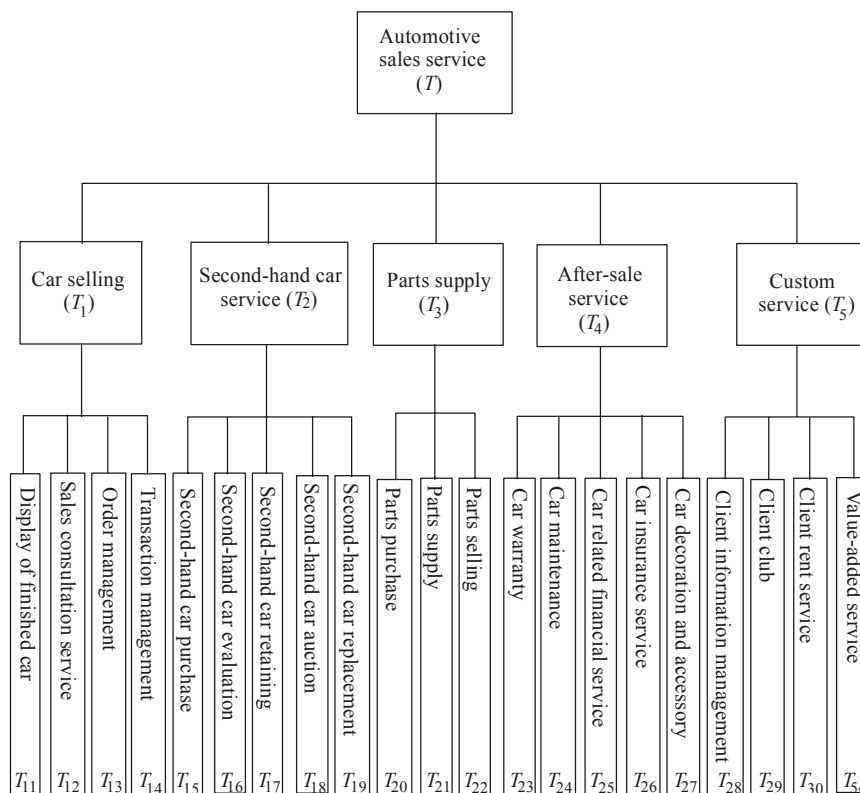 Automotive
sales service
(T)
Car selling
(T1)
Second-hand car
service (T2)
Parts supply
(T3)
After-sale
service
(T4)
Custom
service (T5)
Display of finished car
Sales consultation service
Order management
Transaction management
Second-hand car purchase
Second-hand car evaluation
Second-hand car retaining
Second-hand car auction
Second-hand car replacement
Parts purchase
Parts supply
Parts selling
Car warranty
Car maintenance
Car related financial service
Car insurance service
Car decoration and accessory
Client information management
Client club
Client rent service
Value-added service
T11
T12
T13
T14
T15
T16
T17
T18
T19
T20
T21
T22
T23
T24
T25
T26
T27
T28
T29
T30